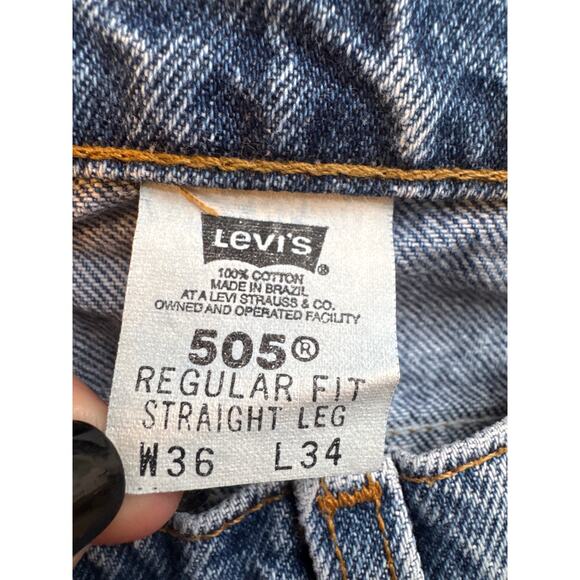 Levi's
®
100% COTTON
MADE IN BRAZIL
AT A LEVI STRAUSS & CO.
OWNED AND OPERATED FACILITY
505®
REGULAR FIT
STRAIGHT LEG
W36 L34